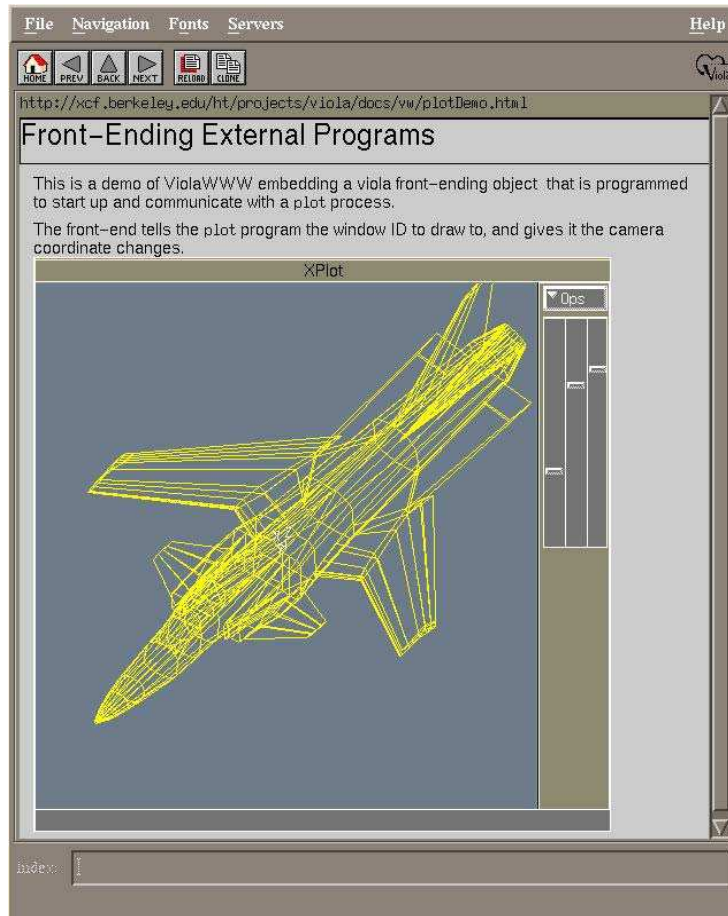 File Navigation Fonts Servers Help
HOME PREV BACK NEXT RELOAD CLONE Viola
http://xcf.berkeley.edu/ht/projects/viola/docs/vw/plotDemo.html
Front-Ending External Programs
This is a demo of ViolaWWW embedding a viola front-ending object that is programmed
to start up and communicate with a plot process.
The front-end tells the plot program the window ID to draw to, and gives it the camera
coordinate changes.
XPlot
Ops
Index: